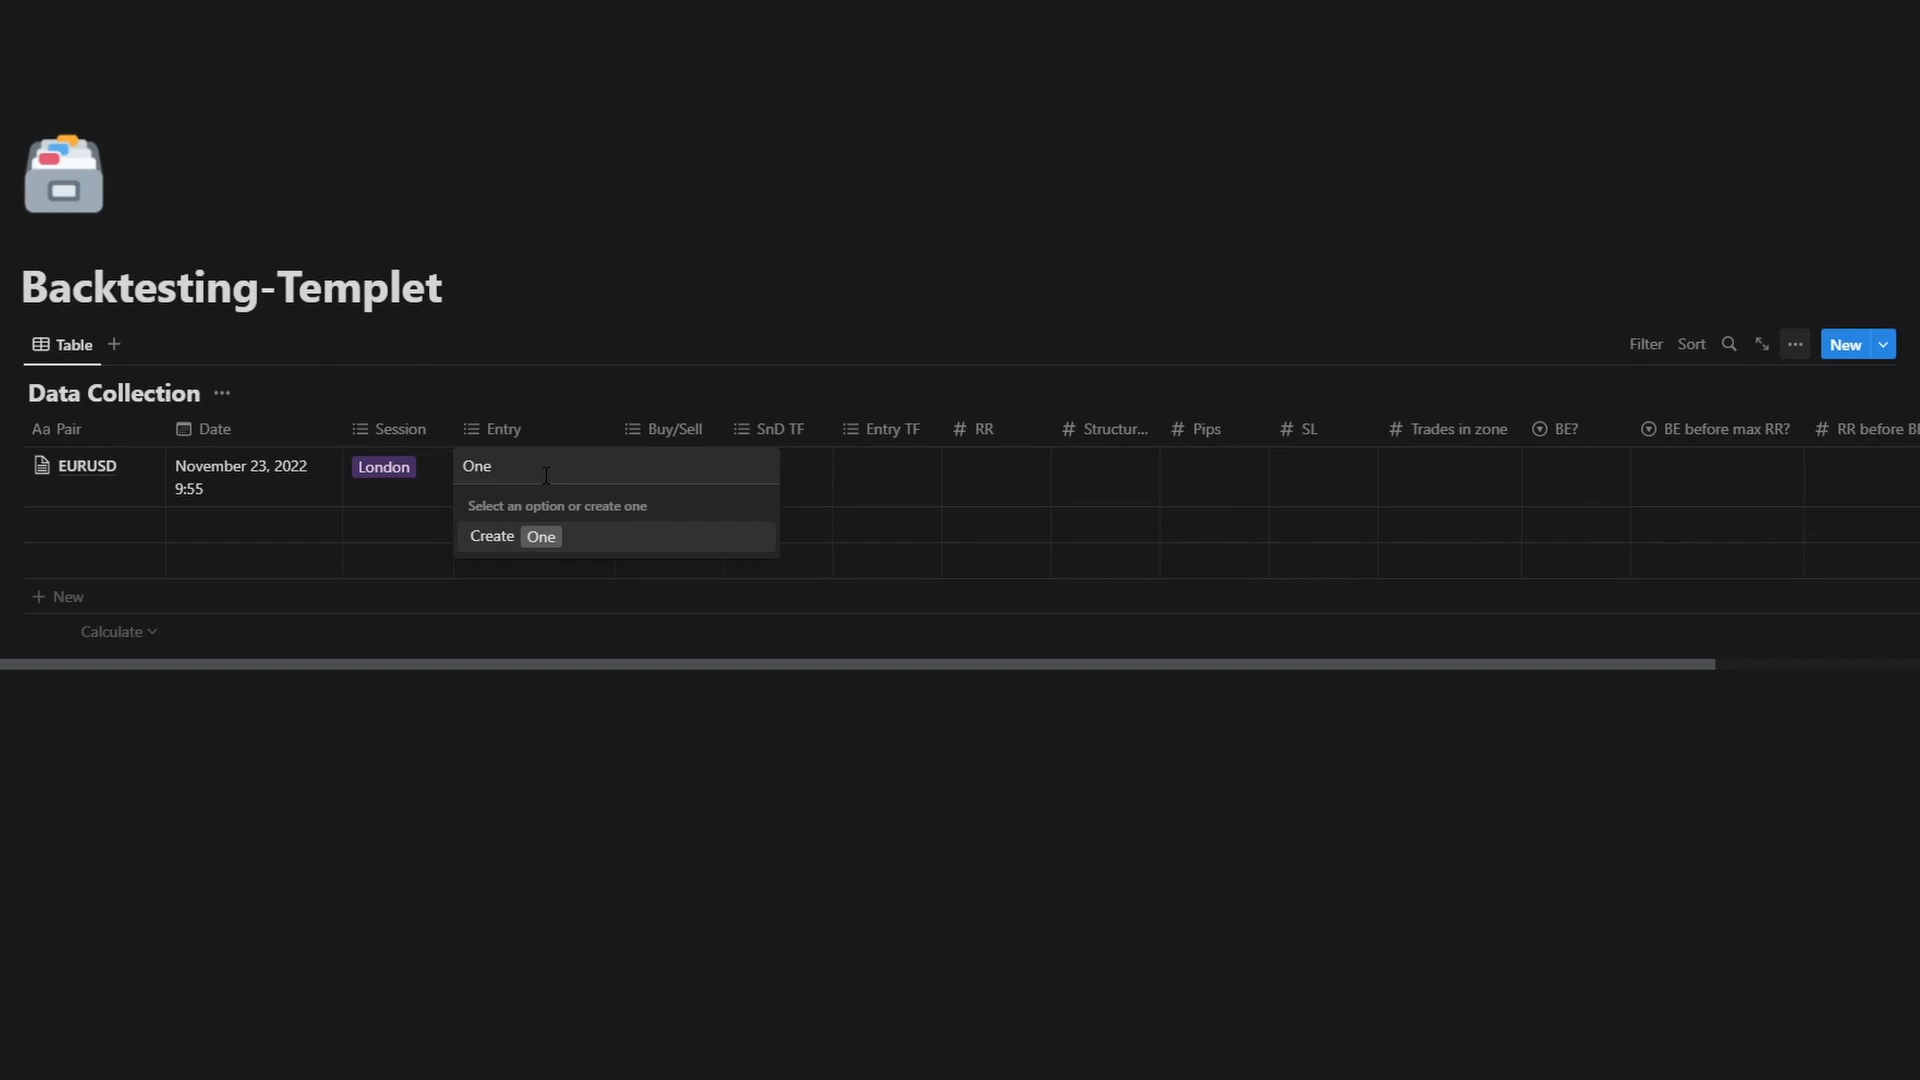 Backtesting-Templet
Table
Filter Sort New
Data Collection
Aa Pair Date Session Entry Buy/Sell SnD TF Entry TF # RR # Structur... # Pips # SL # Trades in zone BE? BE before max RR? # RR before BE
EURUSD November 23, 2022 London One
9:55
Select an option or create one
Create One
+ New
Calculate